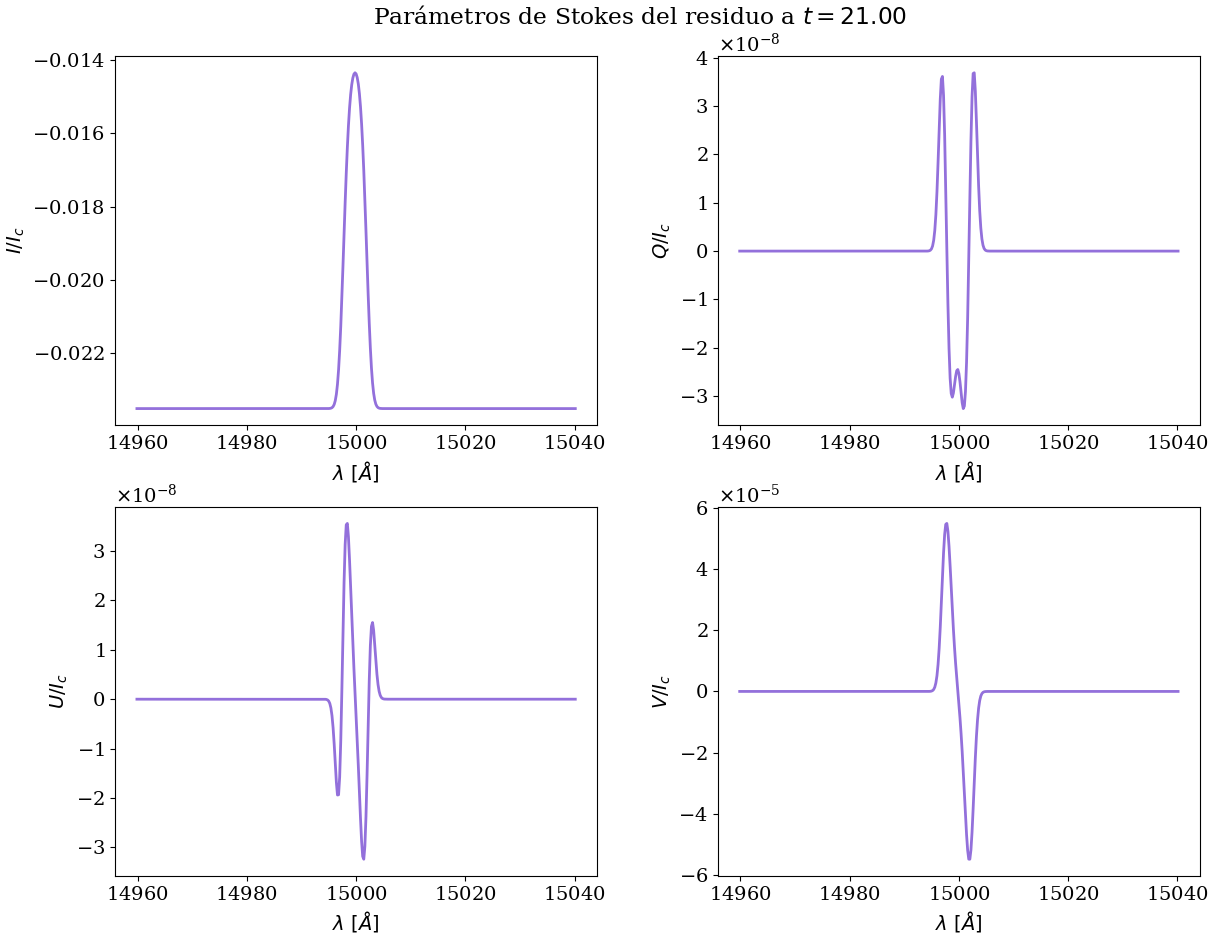 Parámetros de Stokes del residuo a t = 21.00
−0.014
−0.016
−0.018
−0.020
−0.022
I/I_c
14960 14980 15000 15020 15040
λ [Å]
×10⁻⁸
4
3
2
1
0
−1
−2
−3
Q/I_c
14960 14980 15000 15020 15040
λ [Å]
×10⁻⁸
3
2
1
0
−1
−2
−3
U/I_c
14960 14980 15000 15020 15040
λ [Å]
×10⁻⁵
6
4
2
0
−2
−4
−6
V/I_c
14960 14980 15000 15020 15040
λ [Å]